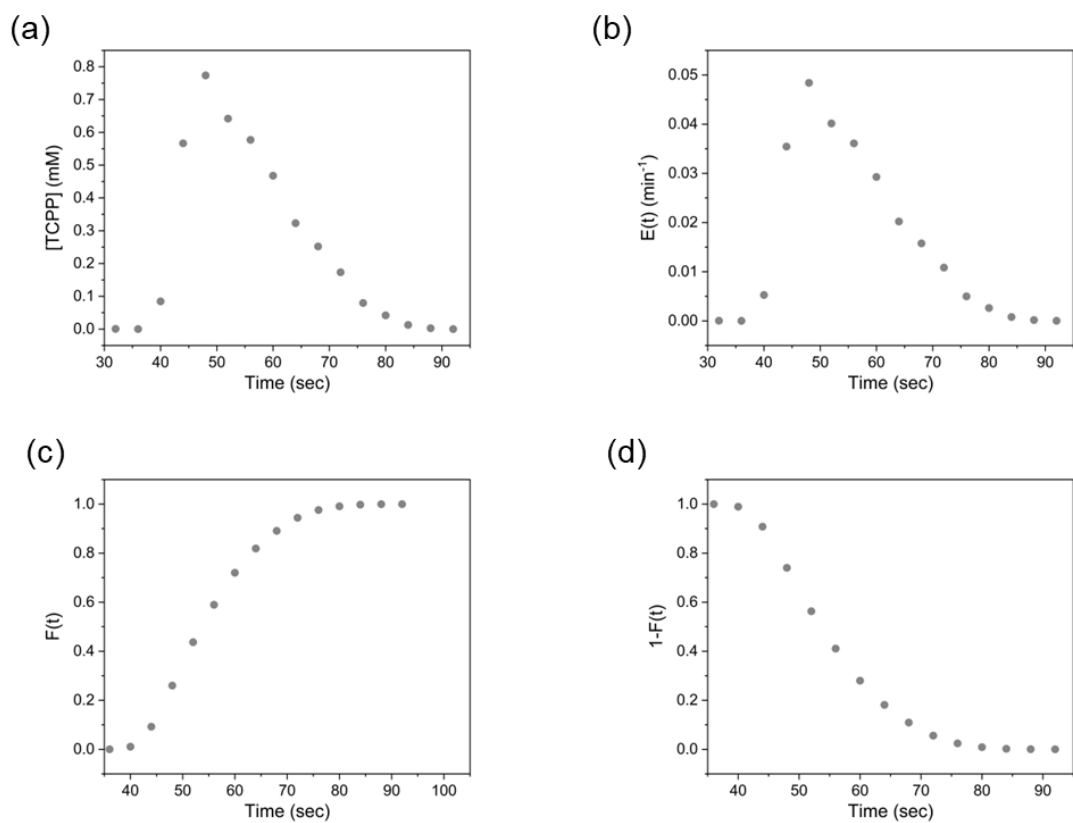 (a)
0.8
0.7
0.6
0.5
0.4
0.3
0.2
0.1
0.0
[TCPP] (mM)
30 40 50 60 70 80 90
Time (sec)
(b)
0.05
0.04
0.03
0.02
0.01
0.00
E(t) (min⁻¹)
30 40 50 60 70 80 90
Time (sec)
(c)
1.0
0.8
0.6
0.4
0.2
0.0
F(t)
40 50 60 70 80 90 100
Time (sec)
(d)
1.0
0.8
0.6
0.4
0.2
0.0
1-F(t)
40 50 60 70 80 90
Time (sec)